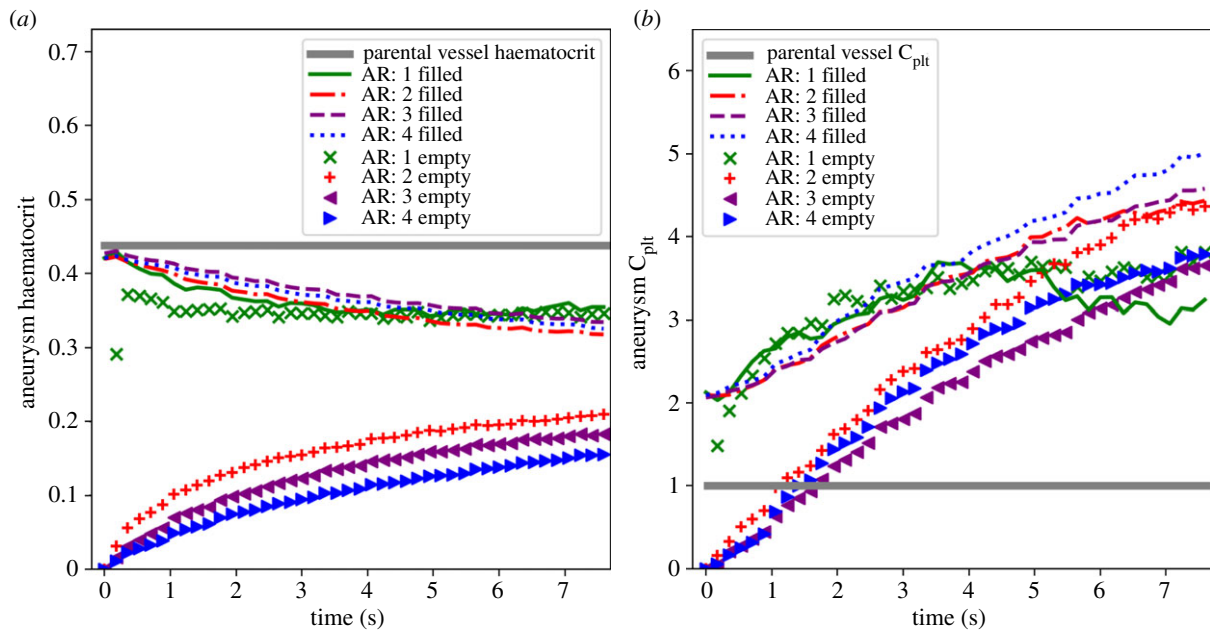 (a)
0.7
0.6
0.5
0.4
0.3
0.2
0.1
0
aneurysm haematocrit
parental vessel haematocrit
AR: 1 filled
AR: 2 filled
AR: 3 filled
AR: 4 filled
AR: 1 empty
AR: 2 empty
AR: 3 empty
AR: 4 empty
0 1 2 3 4 5 6 7
time (s)
(b)
6
5
4
3
2
1
0
aneurysm Cplt
parental vessel Cplt
AR: 1 filled
AR: 2 filled
AR: 3 filled
AR: 4 filled
AR: 1 empty
AR: 2 empty
AR: 3 empty
AR: 4 empty
0 1 2 3 4 5 6 7
time (s)